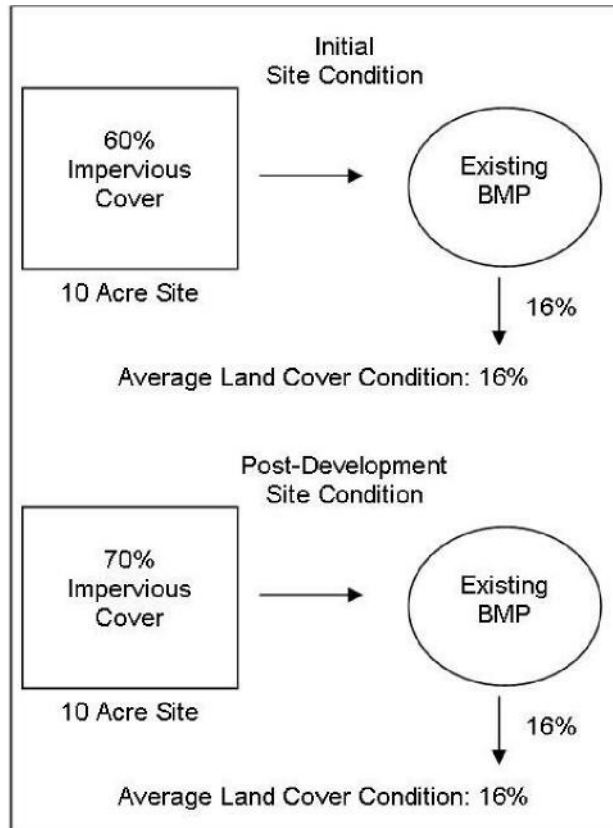 Initial
Site Condition
60%
Impervious
Cover
Existing
BMP
10 Acre Site
16%
Average Land Cover Condition: 16%
Post-Development
Site Condition
70%
Impervious
Cover
Existing
BMP
10 Acre Site
16%
Average Land Cover Condition: 16%